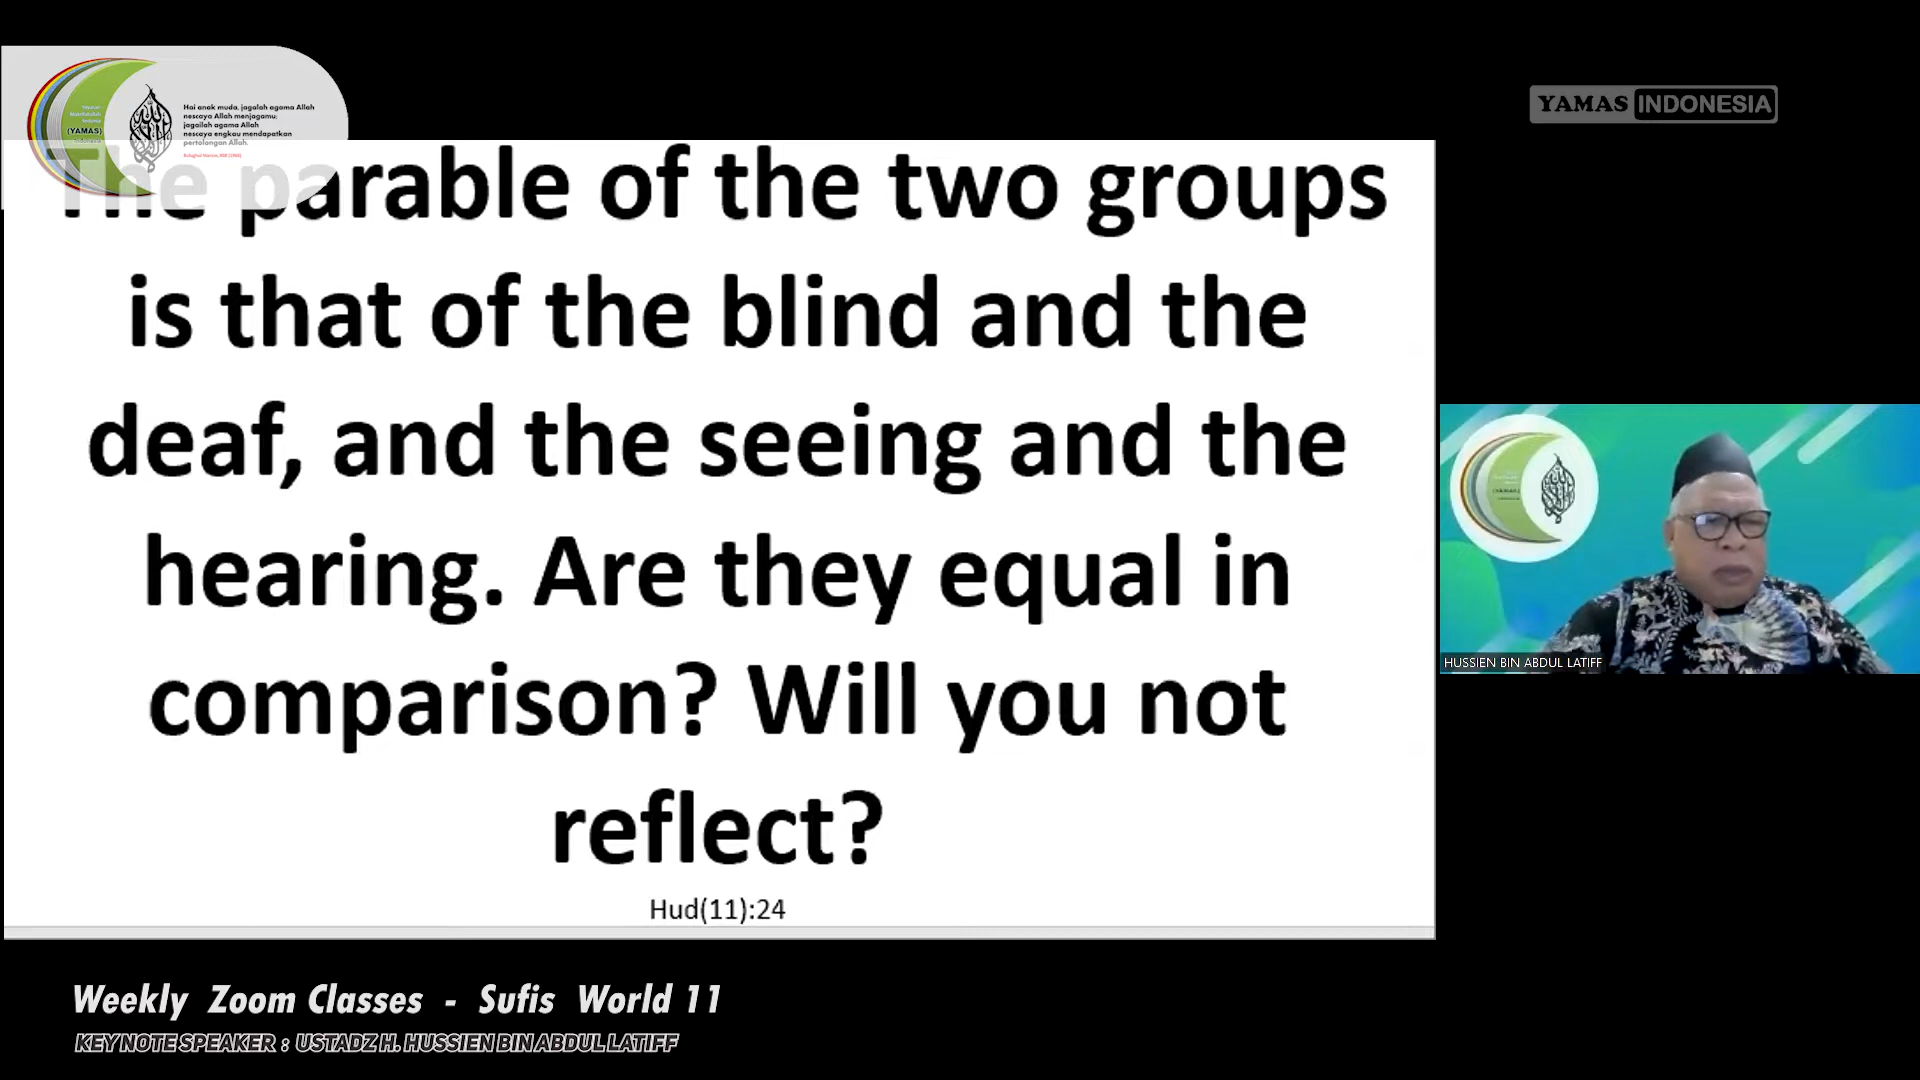 Hai anak muda, jagalah agama Allah
nescaya Allah menjagamu;
jagailah agama Allah
nescaya engkau mendapatkan
pertolongan Allah.
(YAMAS)
YAMAS INDONESIA
The parable of the two groups
is that of the blind and the
deaf, and the seeing and the
hearing. Are they equal in
comparison? Will you not
reflect?
Hud(11):24
HUSSIEN BIN ABDUL LATIFF
Weekly Zoom Classes - Sufis World 11
KEYNOTE SPEAKER : USTADZ H. HUSSIEN BIN ABDUL LATIFF